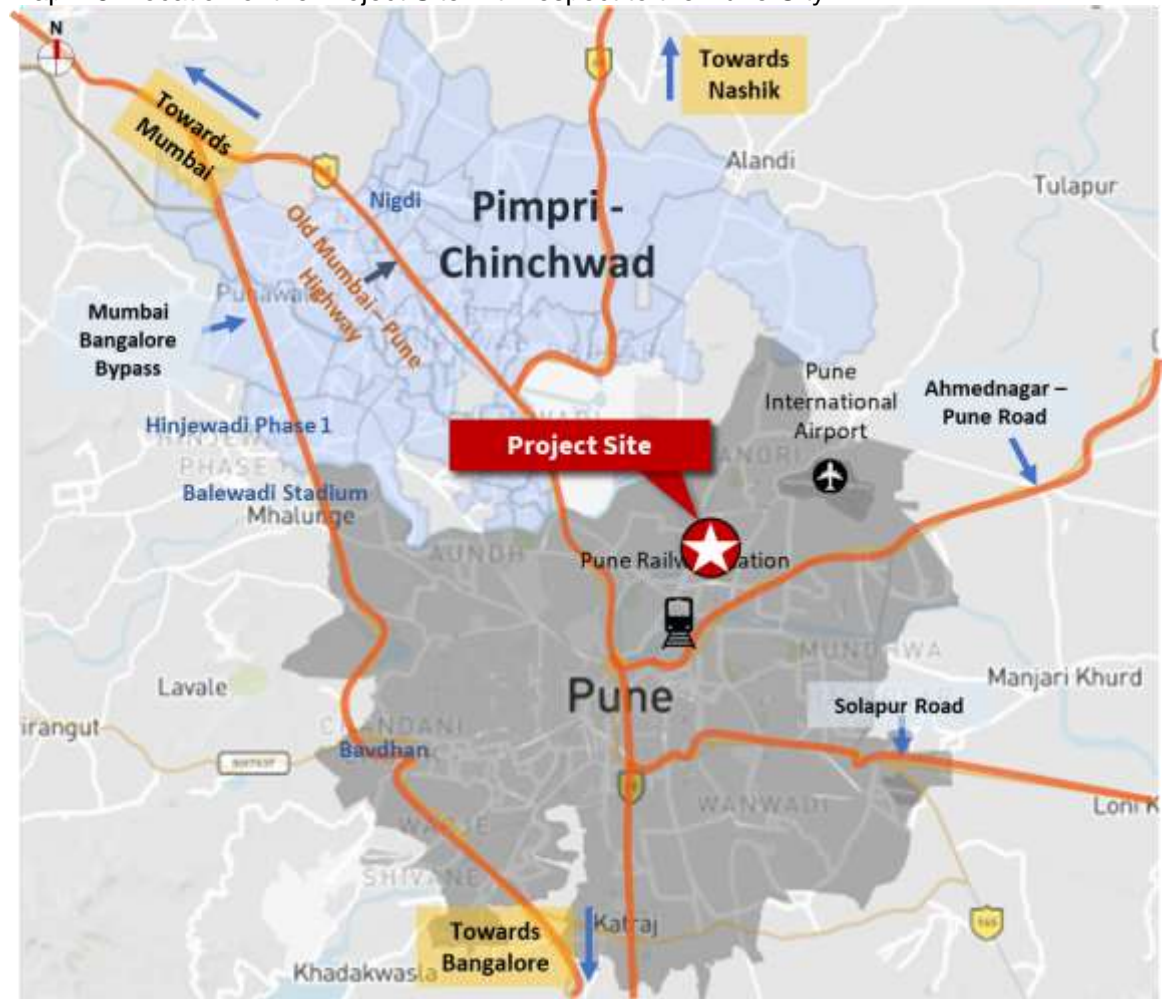 N
Towards
Nashik
Towards
Mumbai
Alandi
Tulapur
Nigdi
Pimpri -
Chinchwad
Old Mumbai – Pune
Highway
Mumbai
Bangalore
Bypass
Pune
International
Airport
Ahmednagar –
Pune Road
Hinjewadi Phase 1
Project Site
PHASE
Balewadi Stadium
Mhalunge
AUNDH
Pune Railw ation
MUNDHWA
Manjari Khurd
Lavale
Pune
Solapur Road
irangut
Bavdhan
WANWADI
Loni K
WARJE
SHIVANE
Katraj
Towards
Bangalore
Khadakwasla